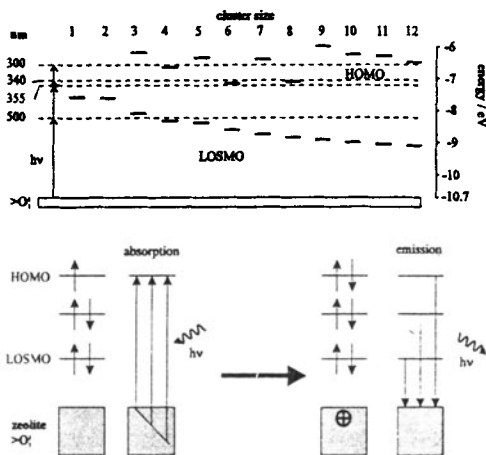 cluster size
nm 1 2 3 4 5 6 7 8 9 10 11 12
-6
300
HOMO
340
-7
355
energy / eV
-8
500
hν
LOSMO
-9
-10
-10.7
absorption
emission
HOMO
hν
hν
LOSMO
zeolite
⊕